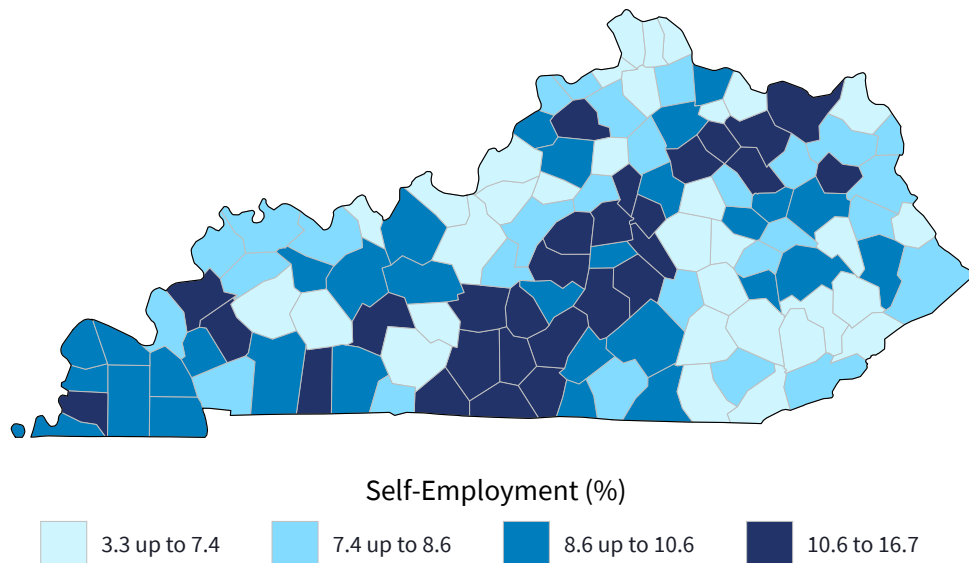 Self-Employment (%)
3.3 up to 7.4 7.4 up to 8.6 8.6 up to 10.6 10.6 to 16.7